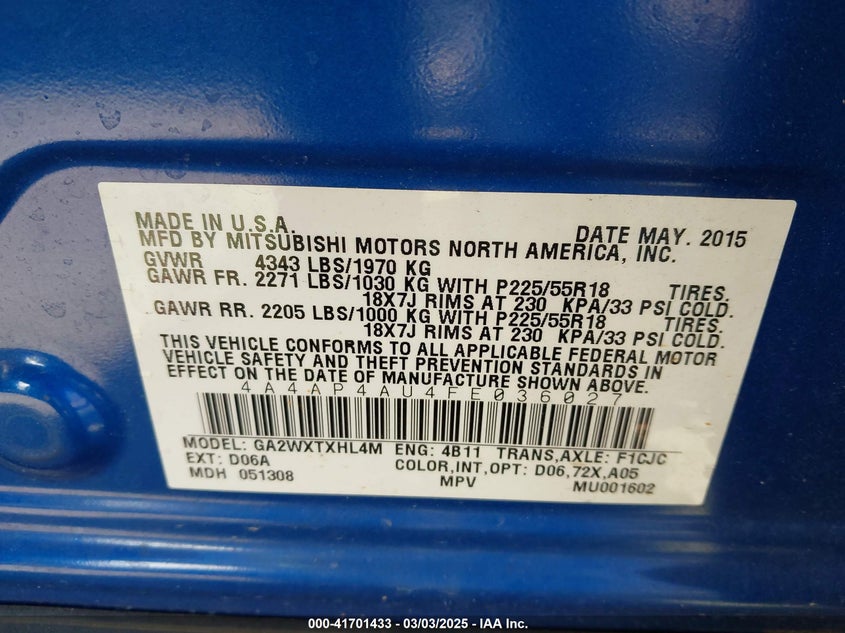 MADE IN U.S.A. DATE MAY. 2015
MFD BY MITSUBISHI MOTORS NORTH AMERICA, INC.
GVWR 4343 LBS/1970 KG
GAWR FR. 2271 LBS/1030 KG WITH P225/55R18 TIRES.
18X7J RIMS AT 230 KPA/33 PSI COLD.
GAWR RR. 2205 LBS/1000 KG WITH P225/55R18 TIRES.
18X7J RIMS AT 230 KPA/33 PSI COLD.
THIS VEHICLE CONFORMS TO ALL APPLICABLE FEDERAL MOTOR
VEHICLE SAFETY AND THEFT PREVENTION STANDARDS IN
EFFECT ON THE DATE OF MANUFACTURE SHOWN ABOVE.
4A4AP4AU4FE036027
MODEL: GA2WXTXHL4M ENG: 4B11 TRANS,AXLE: F1CJC
EXT: D06A COLOR,INT,OPT: D06,72X,A05
MDH 051308 MPV MU001602
000-41701433 - 03/03/2025 - IAA Inc.